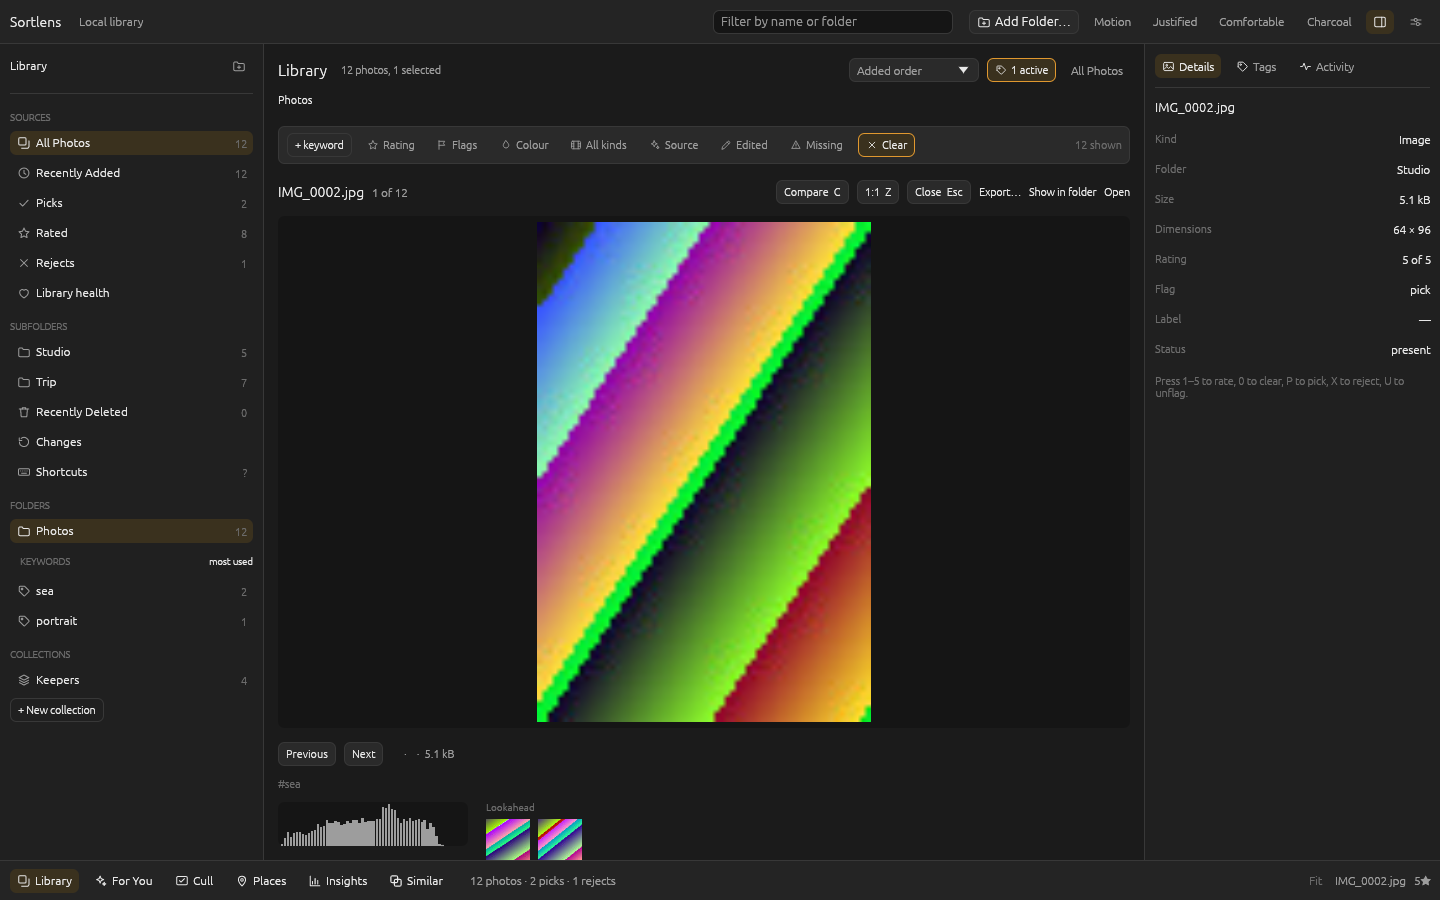 Sortlens Local library Filter by name or folder Add Folder… Motion Justified Comfortable Charcoal
Library
SOURCES
All Photos 12
Recently Added 12
Picks 2
Rated 8
Rejects 1
Library health
SUBFOLDERS
Studio 5
Trip 7
Recently Deleted 0
Changes
Shortcuts ?
FOLDERS
Photos 12
KEYWORDS most used
sea 2
portrait 1
COLLECTIONS
Keepers 4
+ New collection
Library 12 photos, 1 selected Added order 1 active All Photos
Photos
+ keyword Rating Flags Colour All kinds Source Edited Missing Clear 12 shown
IMG_0002.jpg 1 of 12 Compare C 1:1 Z Close Esc Export… Show in folder Open
Previous Next · · 5.1 kB
#sea
Lookahead
Details Tags Activity
IMG_0002.jpg
Kind Image
Folder Studio
Size 5.1 kB
Dimensions 64 × 96
Rating 5 of 5
Flag pick
Label —
Status present
Press 1–5 to rate, 0 to clear, P to pick, X to reject, U to
unflag.
Library For You Cull Places Insights Similar 12 photos · 2 picks · 1 rejects Fit IMG_0002.jpg 5★